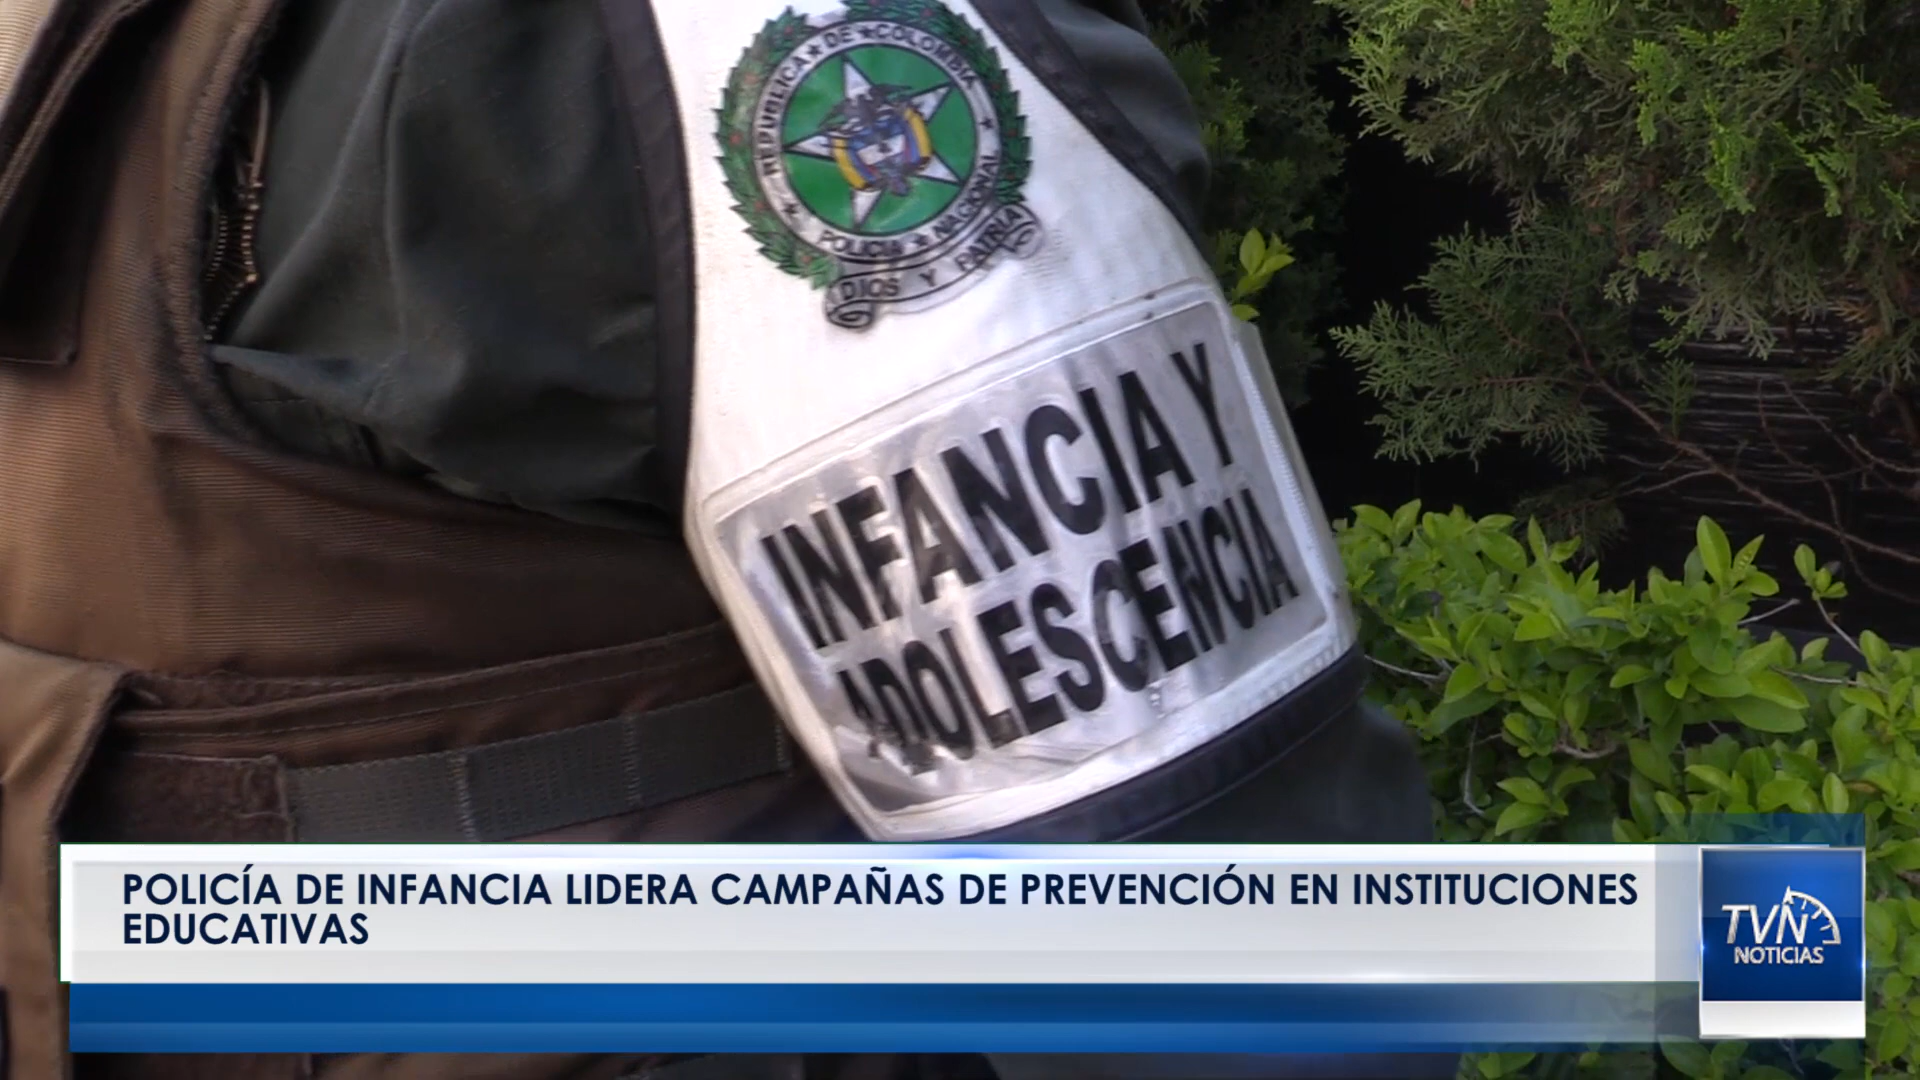 REPUBLICA ★ DE ★ COLOMBIA
POLICIA ★ NACIONAL
DIOS Y PATRIA
INFANCIA Y
ADOLESCENCIA
POLICÍA DE INFANCIA LIDERA CAMPAÑAS DE PREVENCIÓN EN INSTITUCIONES
EDUCATIVAS
TVN
NOTICIAS